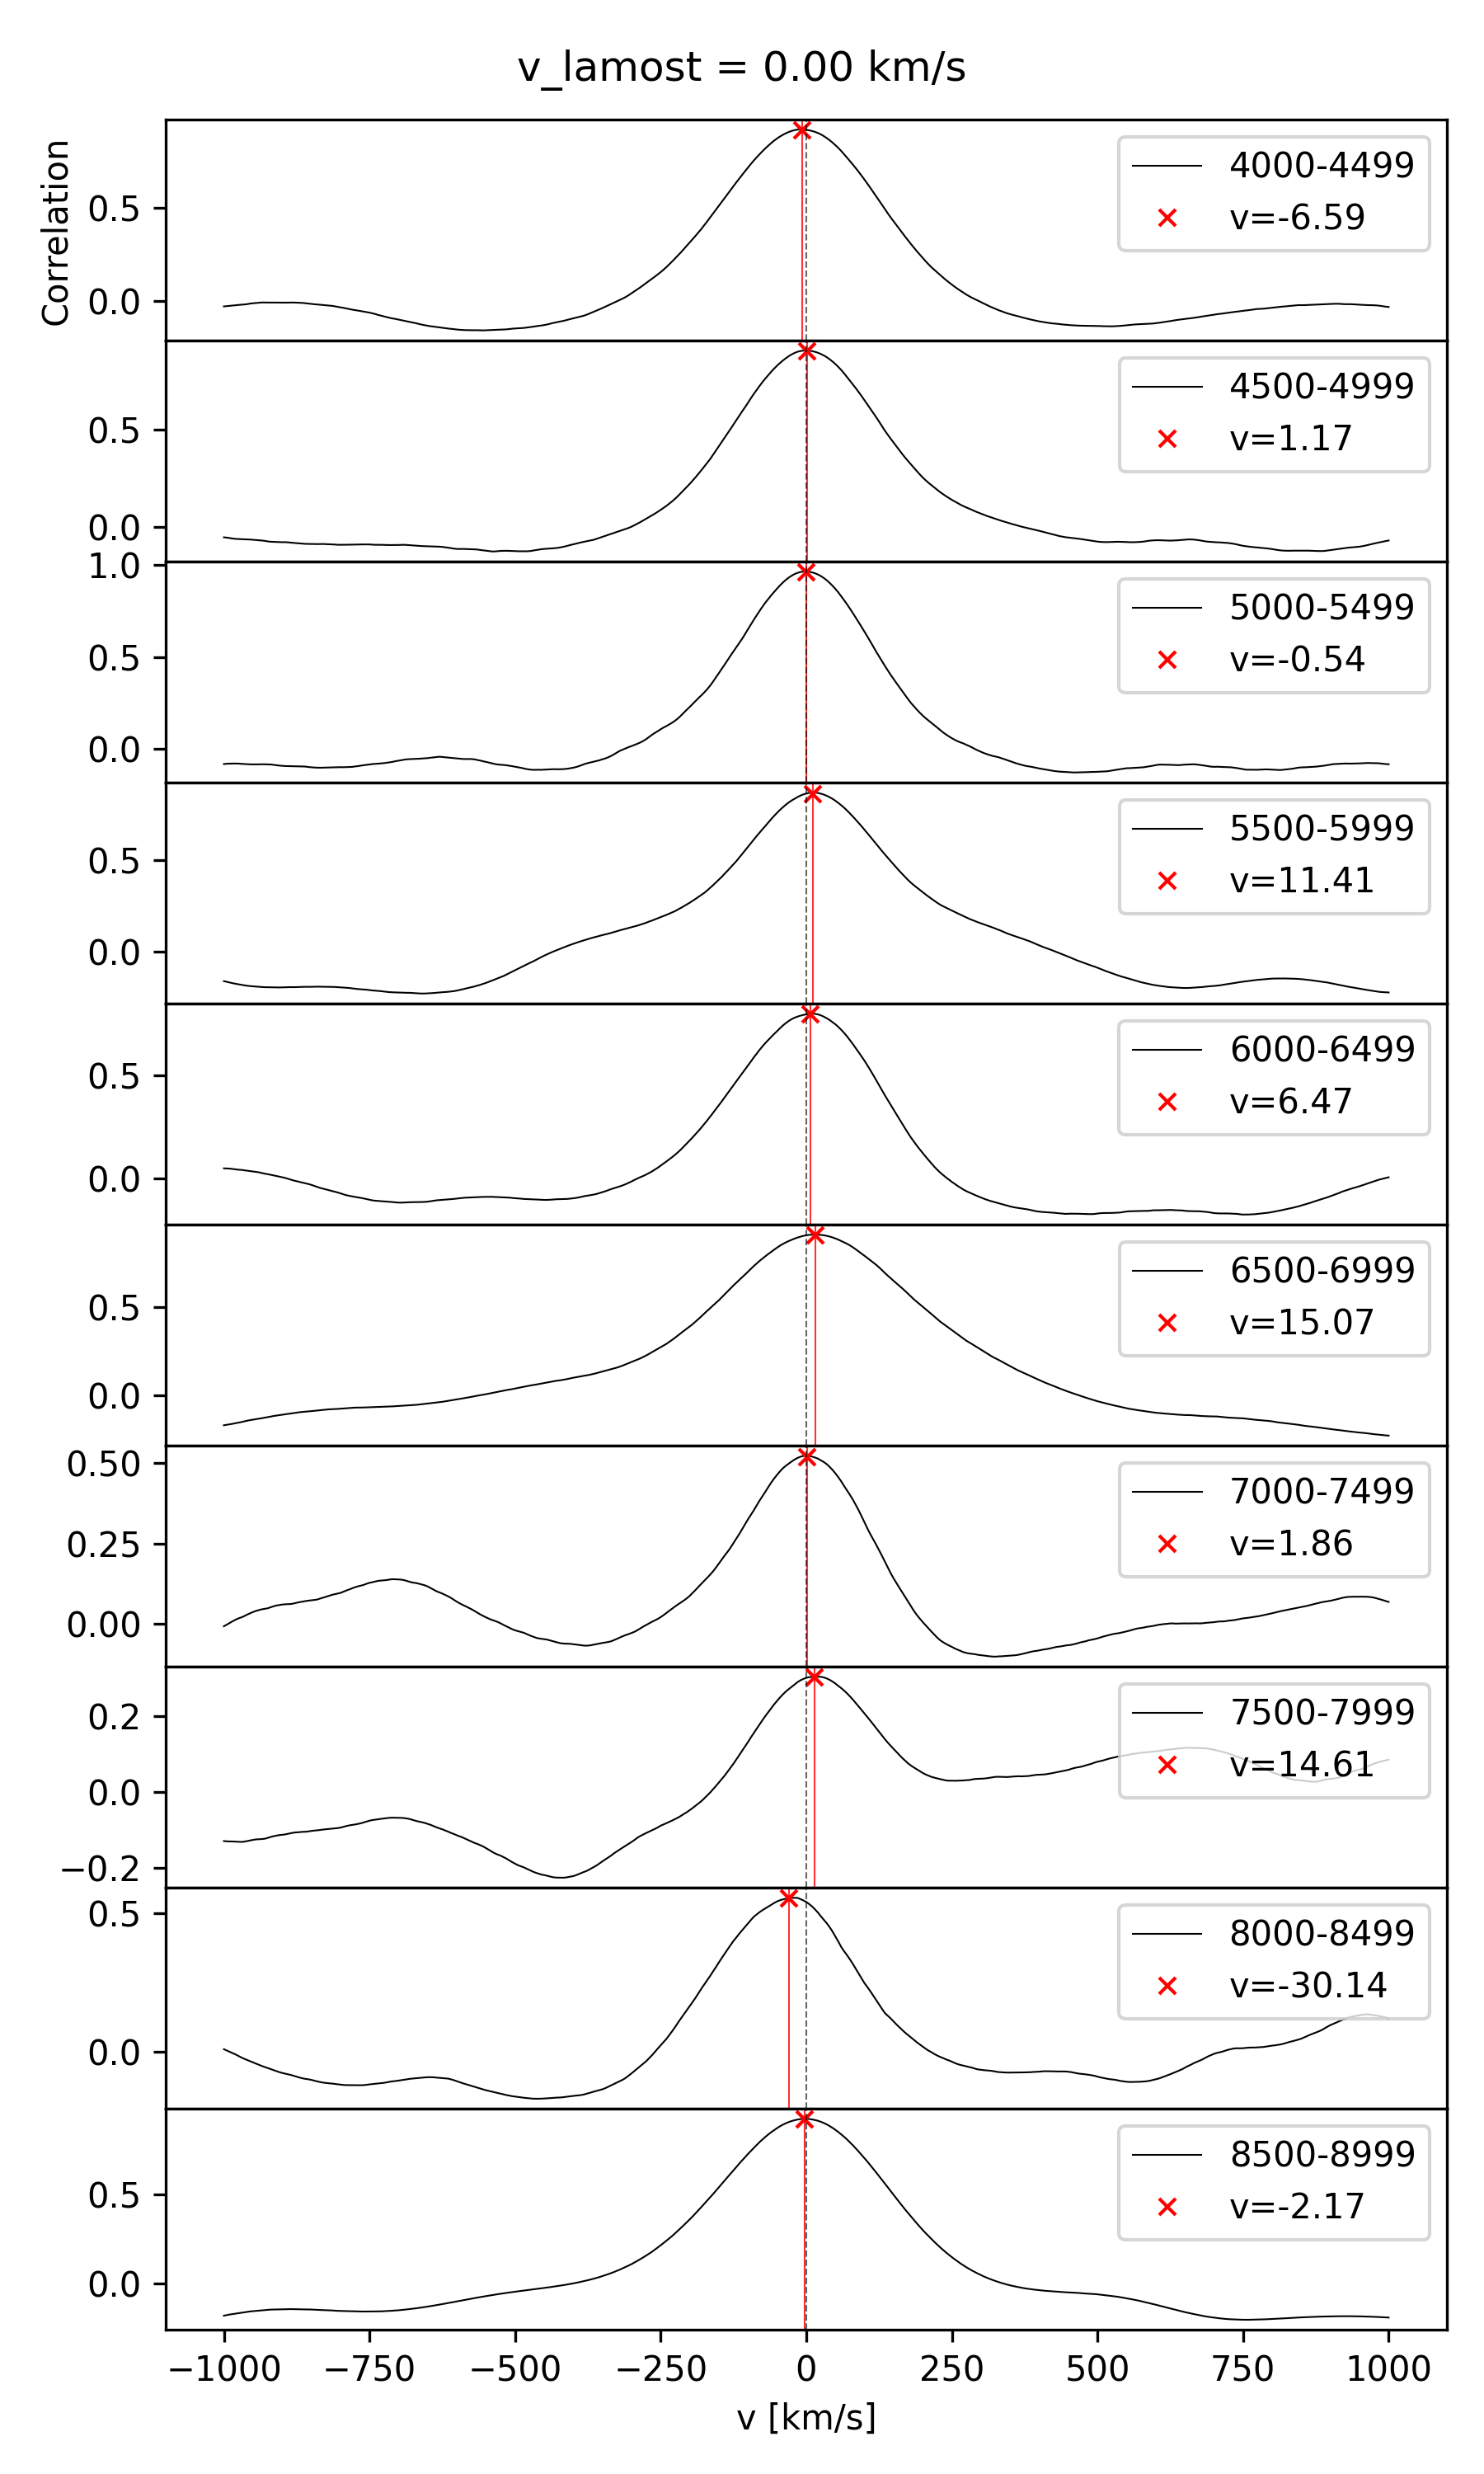 v_lamost = 0.00 km/s
Correlation
0.5
0.0
4000-4499
v=-6.59
0.5
0.0
4500-4999
v=1.17
1.0
0.5
0.0
5000-5499
v=-0.54
0.5
0.0
5500-5999
v=11.41
0.5
0.0
6000-6499
v=6.47
0.5
0.0
6500-6999
v=15.07
0.50
0.25
0.00
7000-7499
v=1.86
0.2
0.0
−0.2
7500-7999
v=14.61
0.5
0.0
8000-8499
v=-30.14
0.5
0.0
8500-8999
v=-2.17
−1000 −750 −500 −250 0 250 500 750 1000
v [km/s]